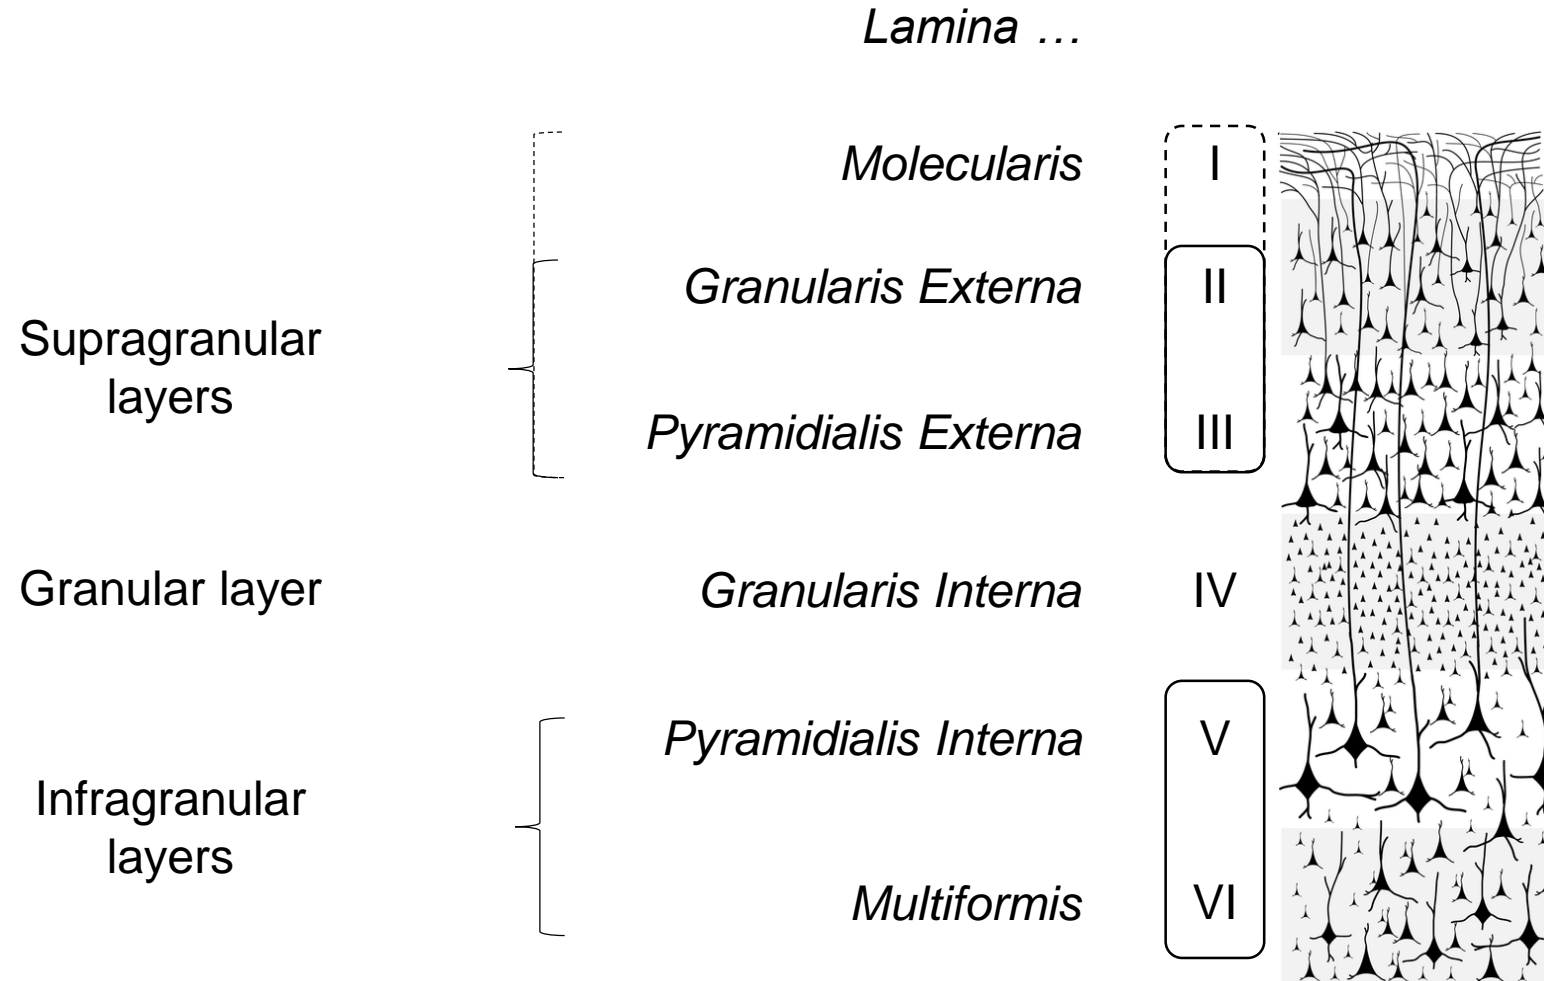 Lamina …
Molecularis
I
Granularis Externa
II
Supragranular
layers
Pyramidialis Externa
III
Granular layer
Granularis Interna
IV
Pyramidialis Interna
V
Infragranular
layers
Multiformis
VI